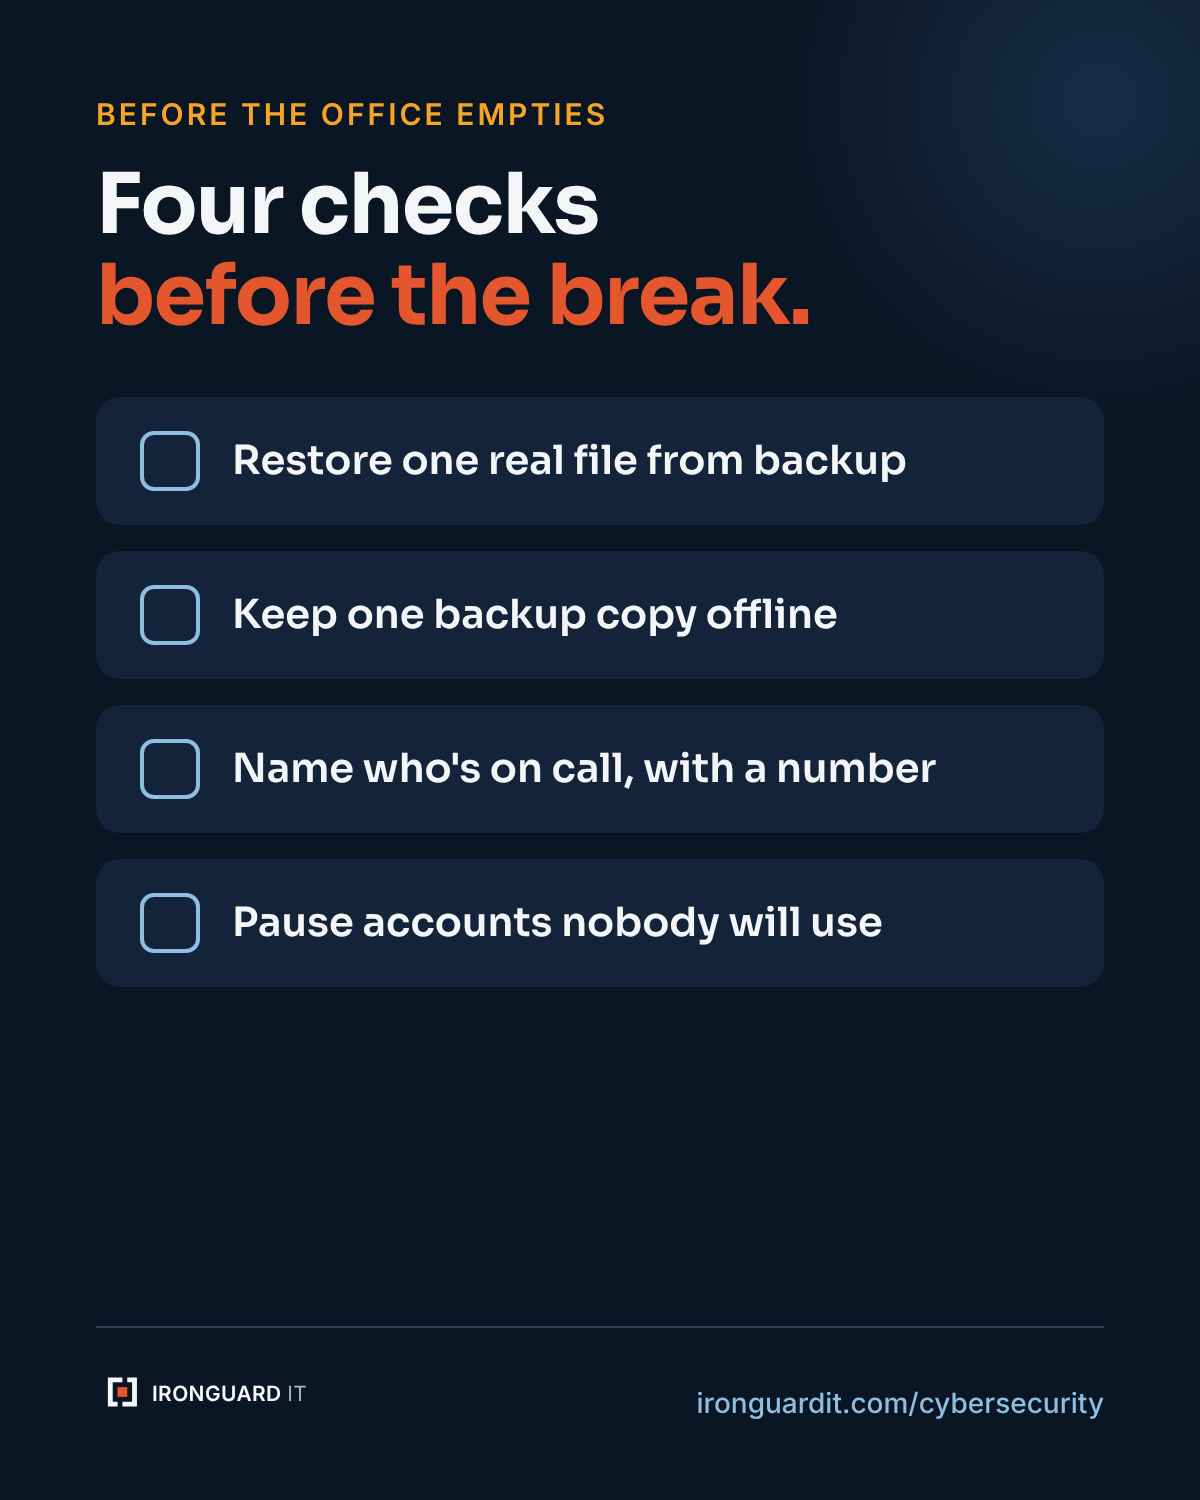 BEFORE THE OFFICE EMPTIES
Four checks
before the break.
Restore one real file from backup
Keep one backup copy offline
Name who's on call, with a number
Pause accounts nobody will use
IRONGUARD IT
ironguardit.com/cybersecurity